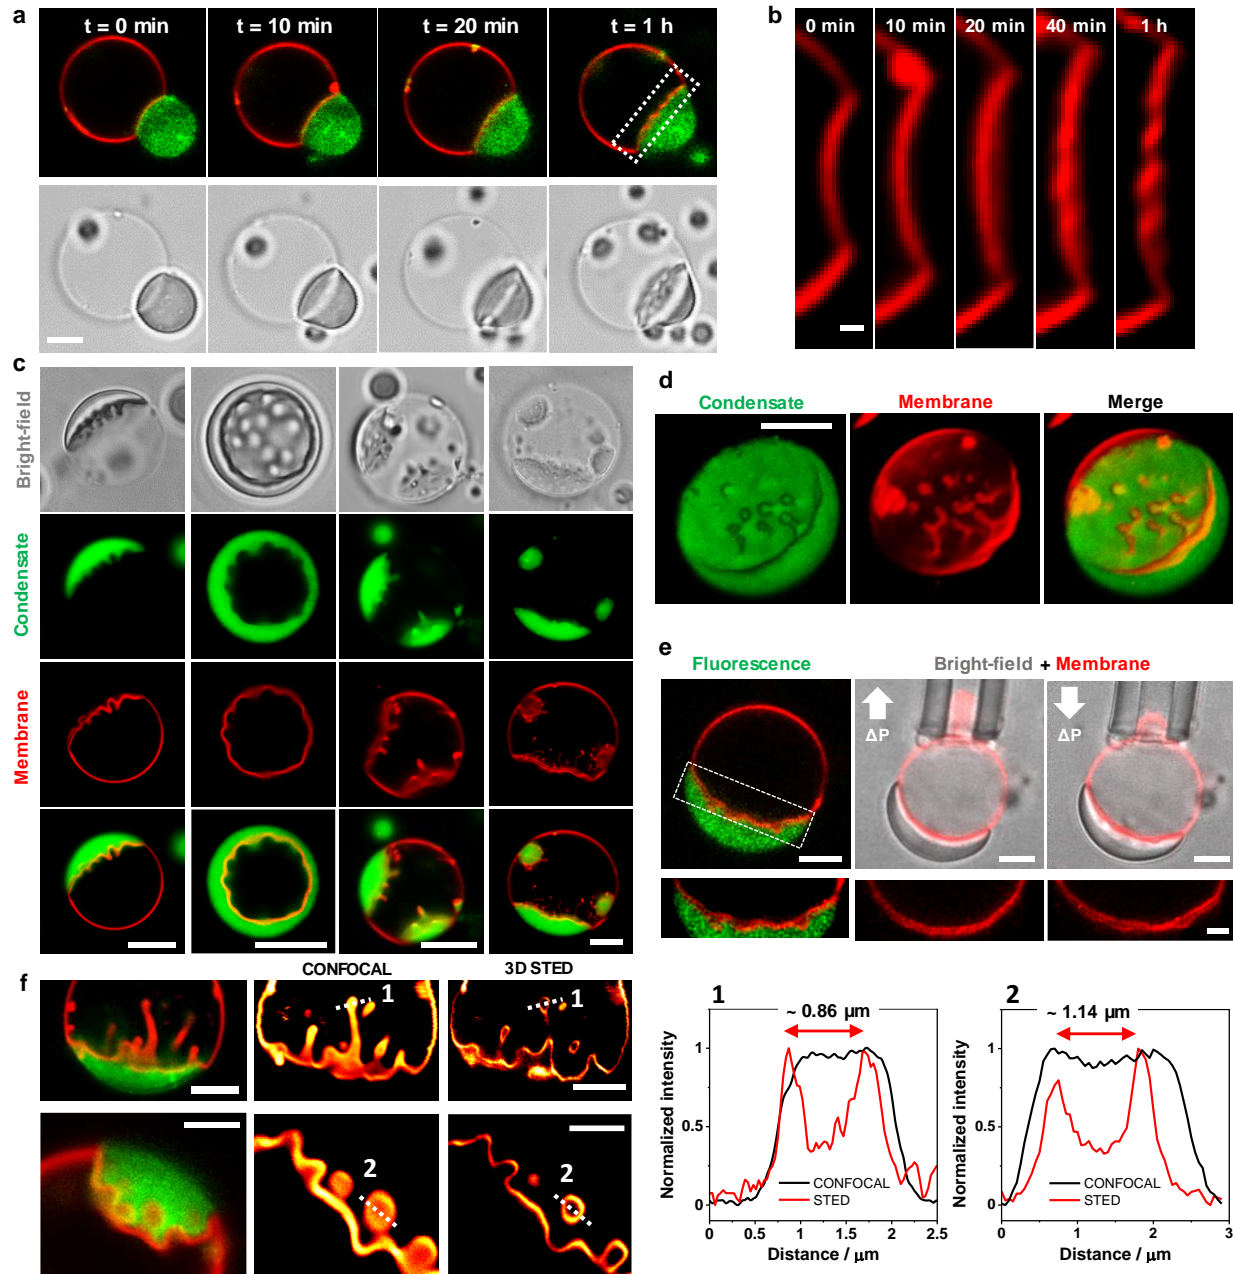 a
t = 0 min
t = 10 min
t = 20 min
t = 1 h
b
0 min
10 min
20 min
40 min
1 h
c
Bright-field
Condensate
Membrane
d
Condensate
Membrane
Merge
e
Fluorescence
Bright-field + Membrane
ΔP
ΔP
f
CONFOCAL
3D STED
1
1
2
2
1
~ 0.86 µm
Normalized intensity
1
0.5
0
CONFOCAL
STED
0
0.5
1
1.5
2
2.5
Distance / µm
2
~ 1.14 µm
Normalized intensity
1
0.5
0
CONFOCAL
STED
0
1
2
3
Distance / µm